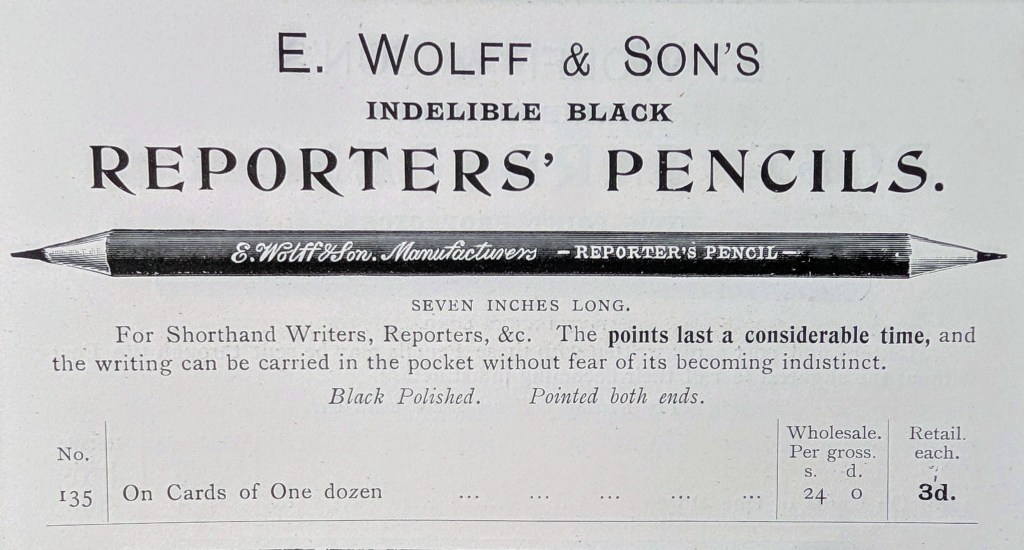 E. WOLFF & SON'S
INDELIBLE BLACK
REPORTERS' PENCILS.
E. Wolff & Son. Manufacturers – REPORTER'S PENCIL –
SEVEN INCHES LONG.
For Shorthand Writers, Reporters, &c. The points last a considerable time, and
the writing can be carried in the pocket without fear of its becoming indistinct.
Black Polished. Pointed both ends.
No. Wholesale. Per gross. s. d. Retail. each.
135 On Cards of One dozen ... ... ... ... ... 24 0 3d.